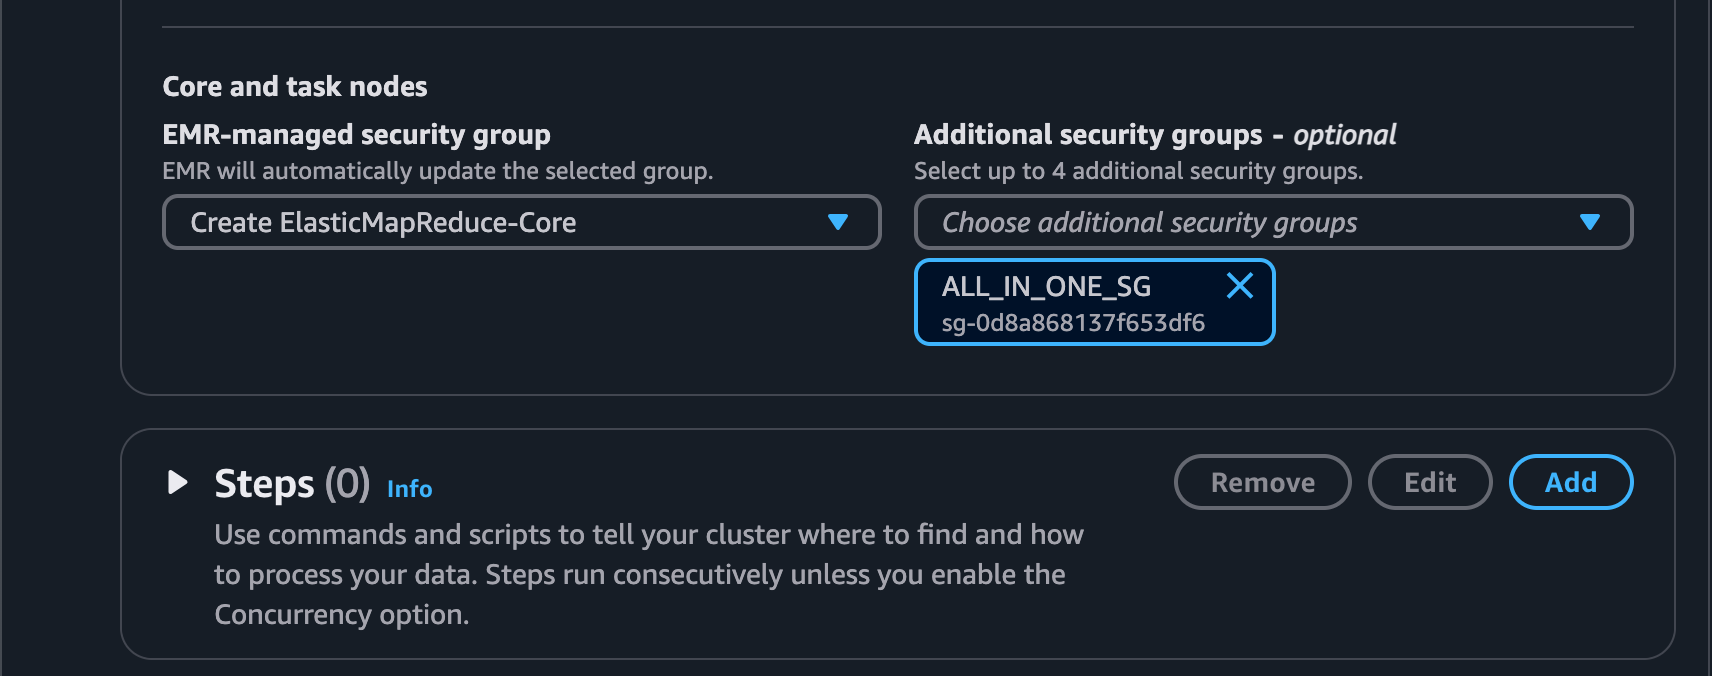 Core and task nodes
EMR-managed security group
EMR will automatically update the selected group.
Create ElasticMapReduce-Core
Additional security groups - optional
Select up to 4 additional security groups.
Choose additional security groups
ALL_IN_ONE_SG
sg-0d8a868137f653df6
Steps (0) Info
Remove
Edit
Add
Use commands and scripts to tell your cluster where to find and how
to process your data. Steps run consecutively unless you enable the
Concurrency option.